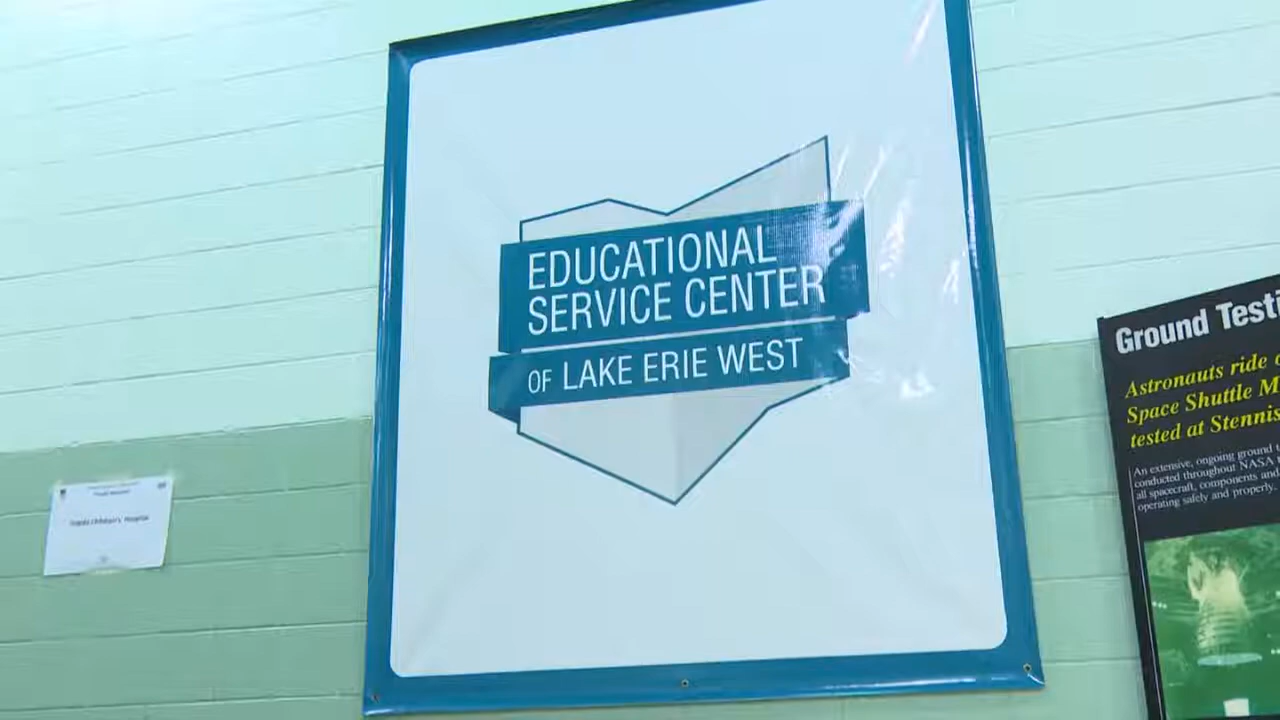 EDUCATIONAL
SERVICE CENTER
OF LAKE ERIE WEST
Ground Testi
Astronauts ride
Space Shuttle M
tested at Stennis
An extensive, ongoing ground t
conducted throughout NASA
all spacecraft, components and
operating safely and properly.